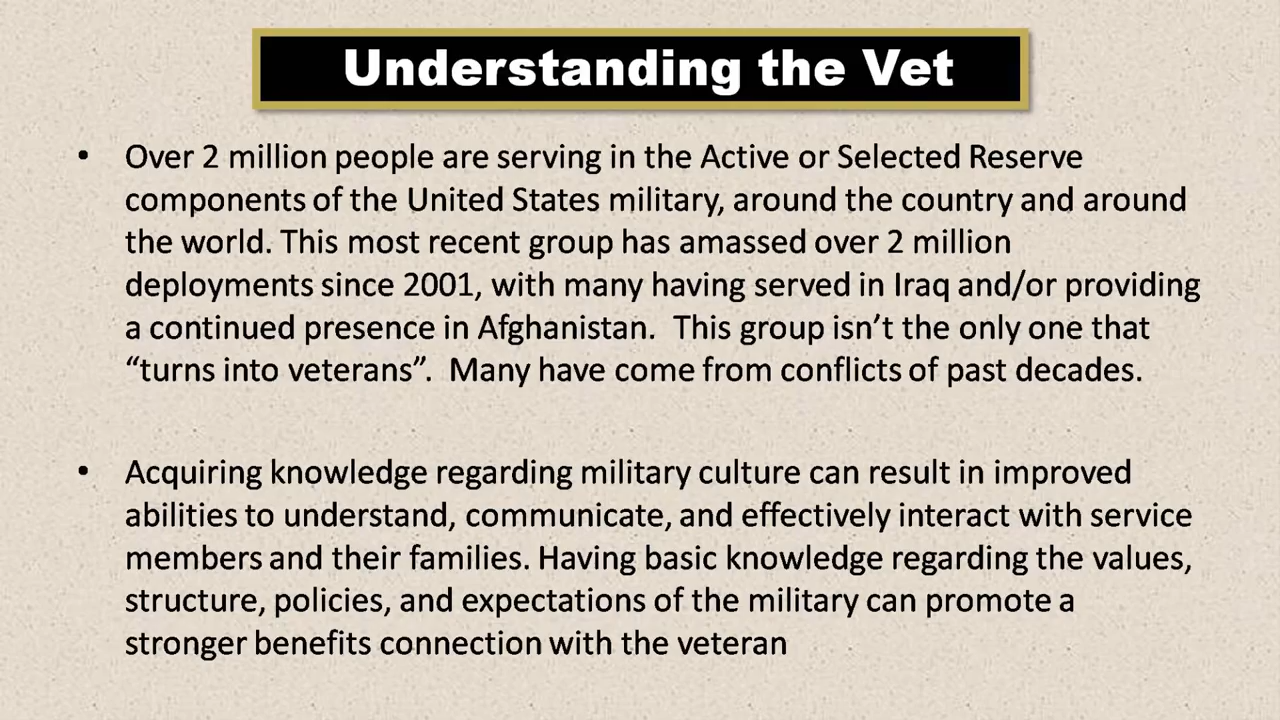 Understanding the Vet
• Over 2 million people are serving in the Active or Selected Reserve
components of the United States military, around the country and around
the world. This most recent group has amassed over 2 million
deployments since 2001, with many having served in Iraq and/or providing
a continued presence in Afghanistan.  This group isn’t the only one that
“turns into veterans”.  Many have come from conflicts of past decades.
• Acquiring knowledge regarding military culture can result in improved
abilities to understand, communicate, and effectively interact with service
members and their families. Having basic knowledge regarding the values,
structure, policies, and expectations of the military can promote a
stronger benefits connection with the veteran